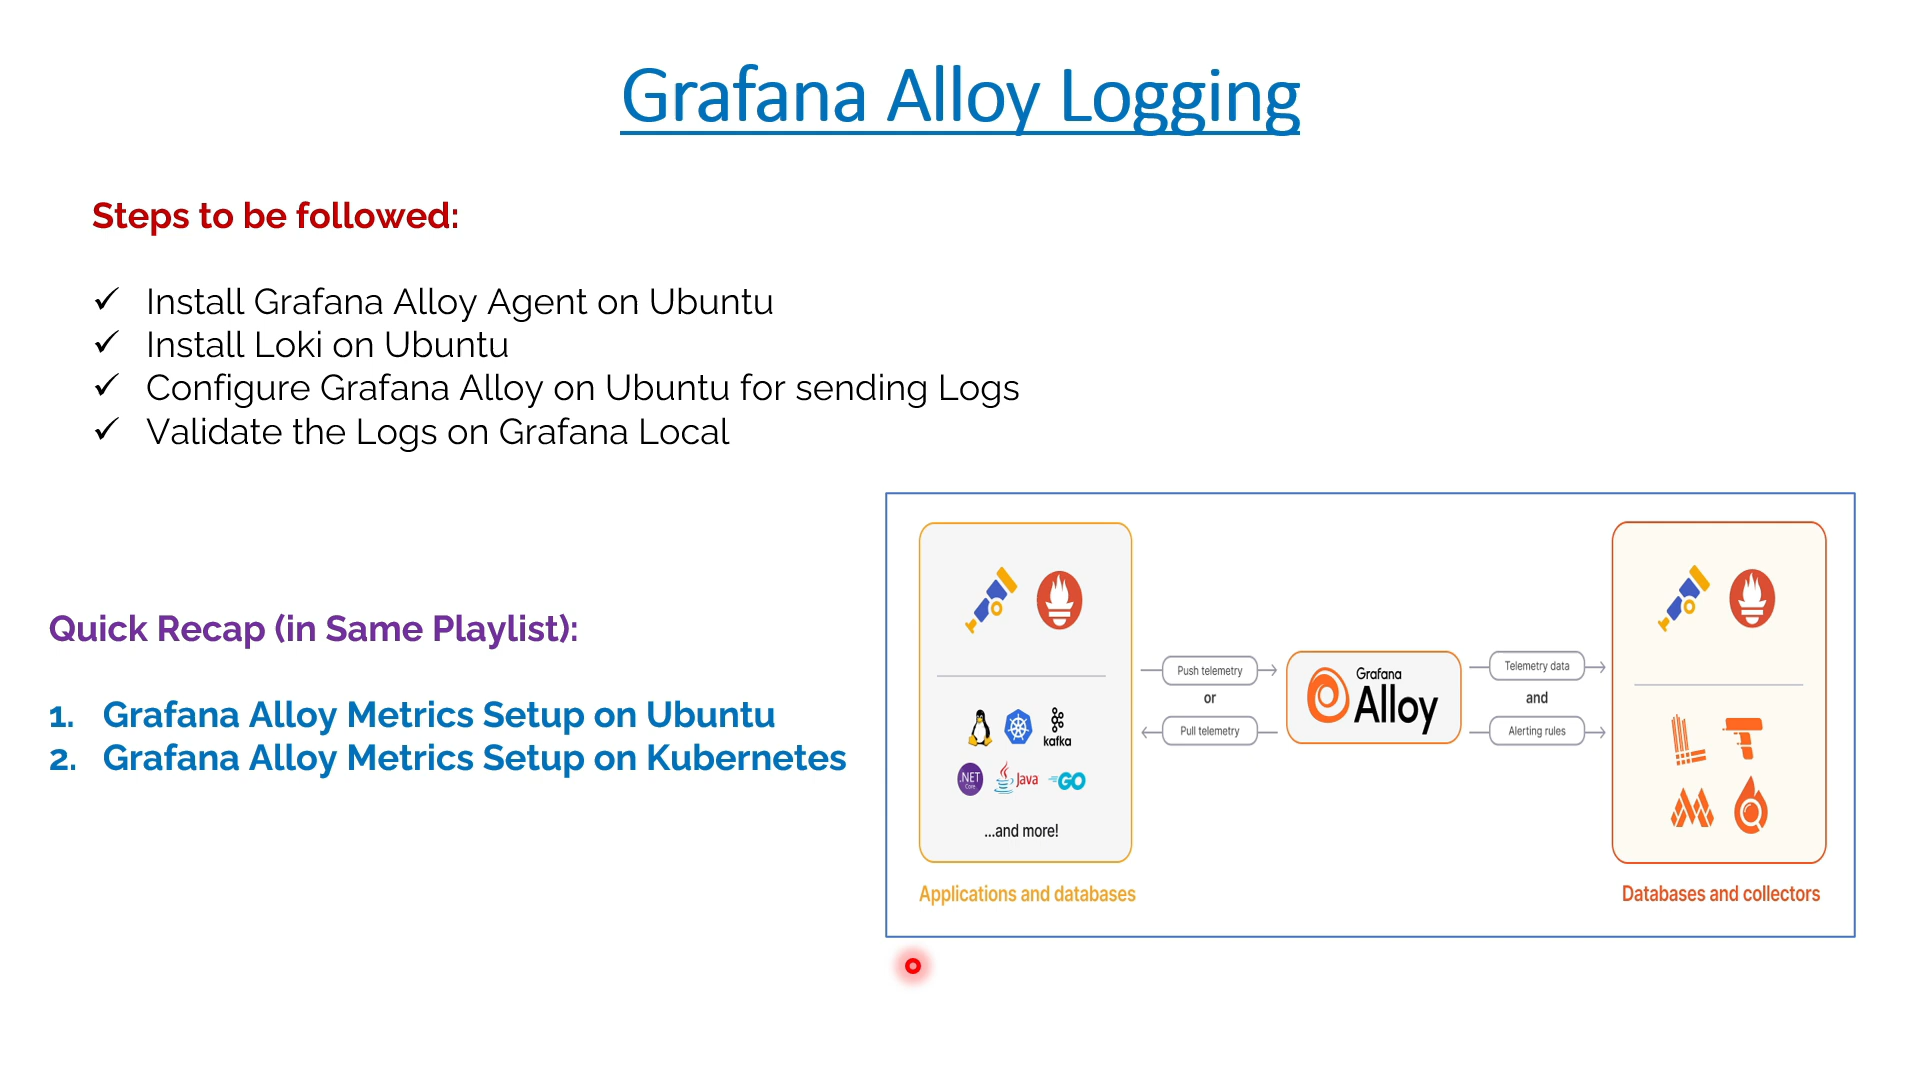 Grafana Alloy Logging
Steps to be followed:
✓ Install Grafana Alloy Agent on Ubuntu
✓ Install Loki on Ubuntu
✓ Configure Grafana Alloy on Ubuntu for sending Logs
✓ Validate the Logs on Grafana Local
Quick Recap (in Same Playlist):
1. Grafana Alloy Metrics Setup on Ubuntu
2. Grafana Alloy Metrics Setup on Kubernetes
kafka
.NET
Core
Java
GO
...and more!
Applications and databases
Push telemetry
or
Pull telemetry
Grafana
Alloy
Telemetry data
and
Alerting rules
Databases and collectors